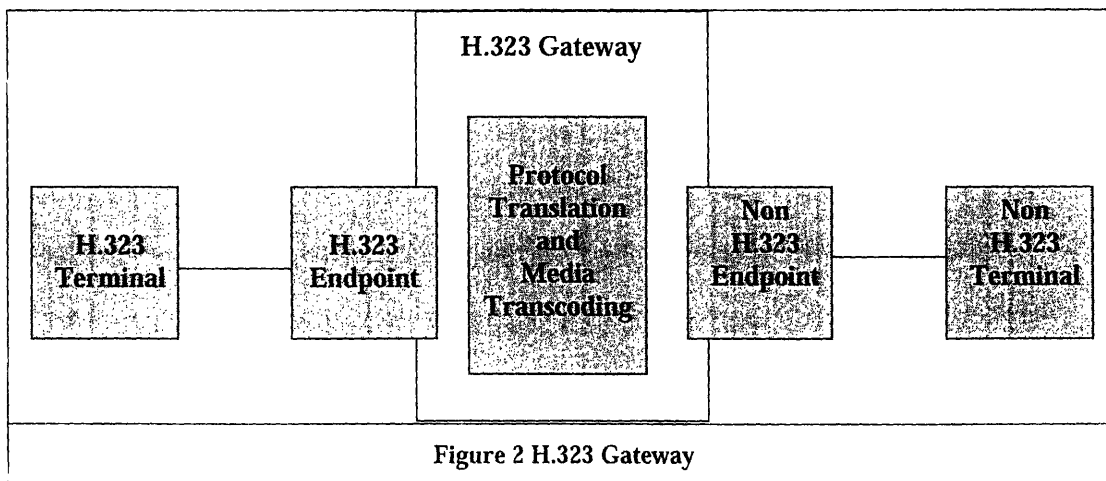 H.323 Gateway
H.323
Terminal
H.323
Endpoint
Protocol
Translation
and
Media
Transcoding
Non
H.323
Endpoint
Non
H.323
Terminal
Figure 2 H.323 Gateway